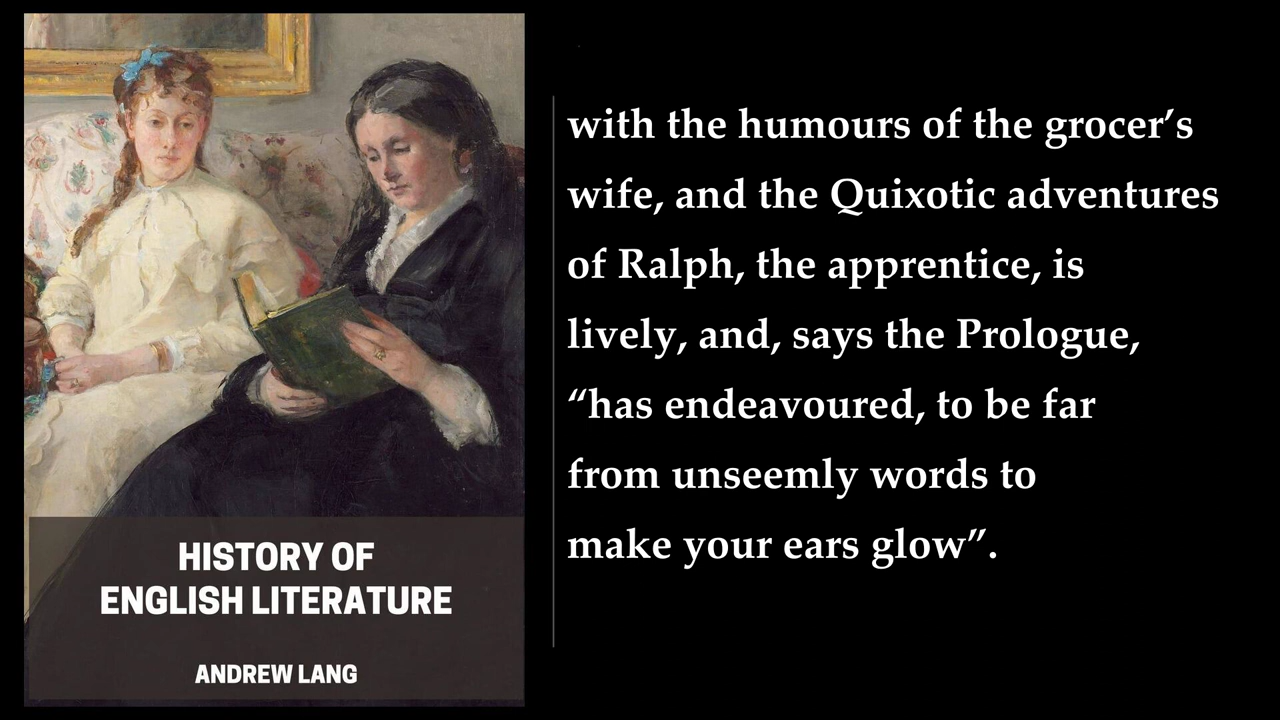 HISTORY OF
ENGLISH LITERATURE
ANDREW LANG
with the humours of the grocer’s
wife, and the Quixotic adventures
of Ralph, the apprentice, is
lively, and, says the Prologue,
“has endeavoured, to be far
from unseemly words to
make your ears glow”.